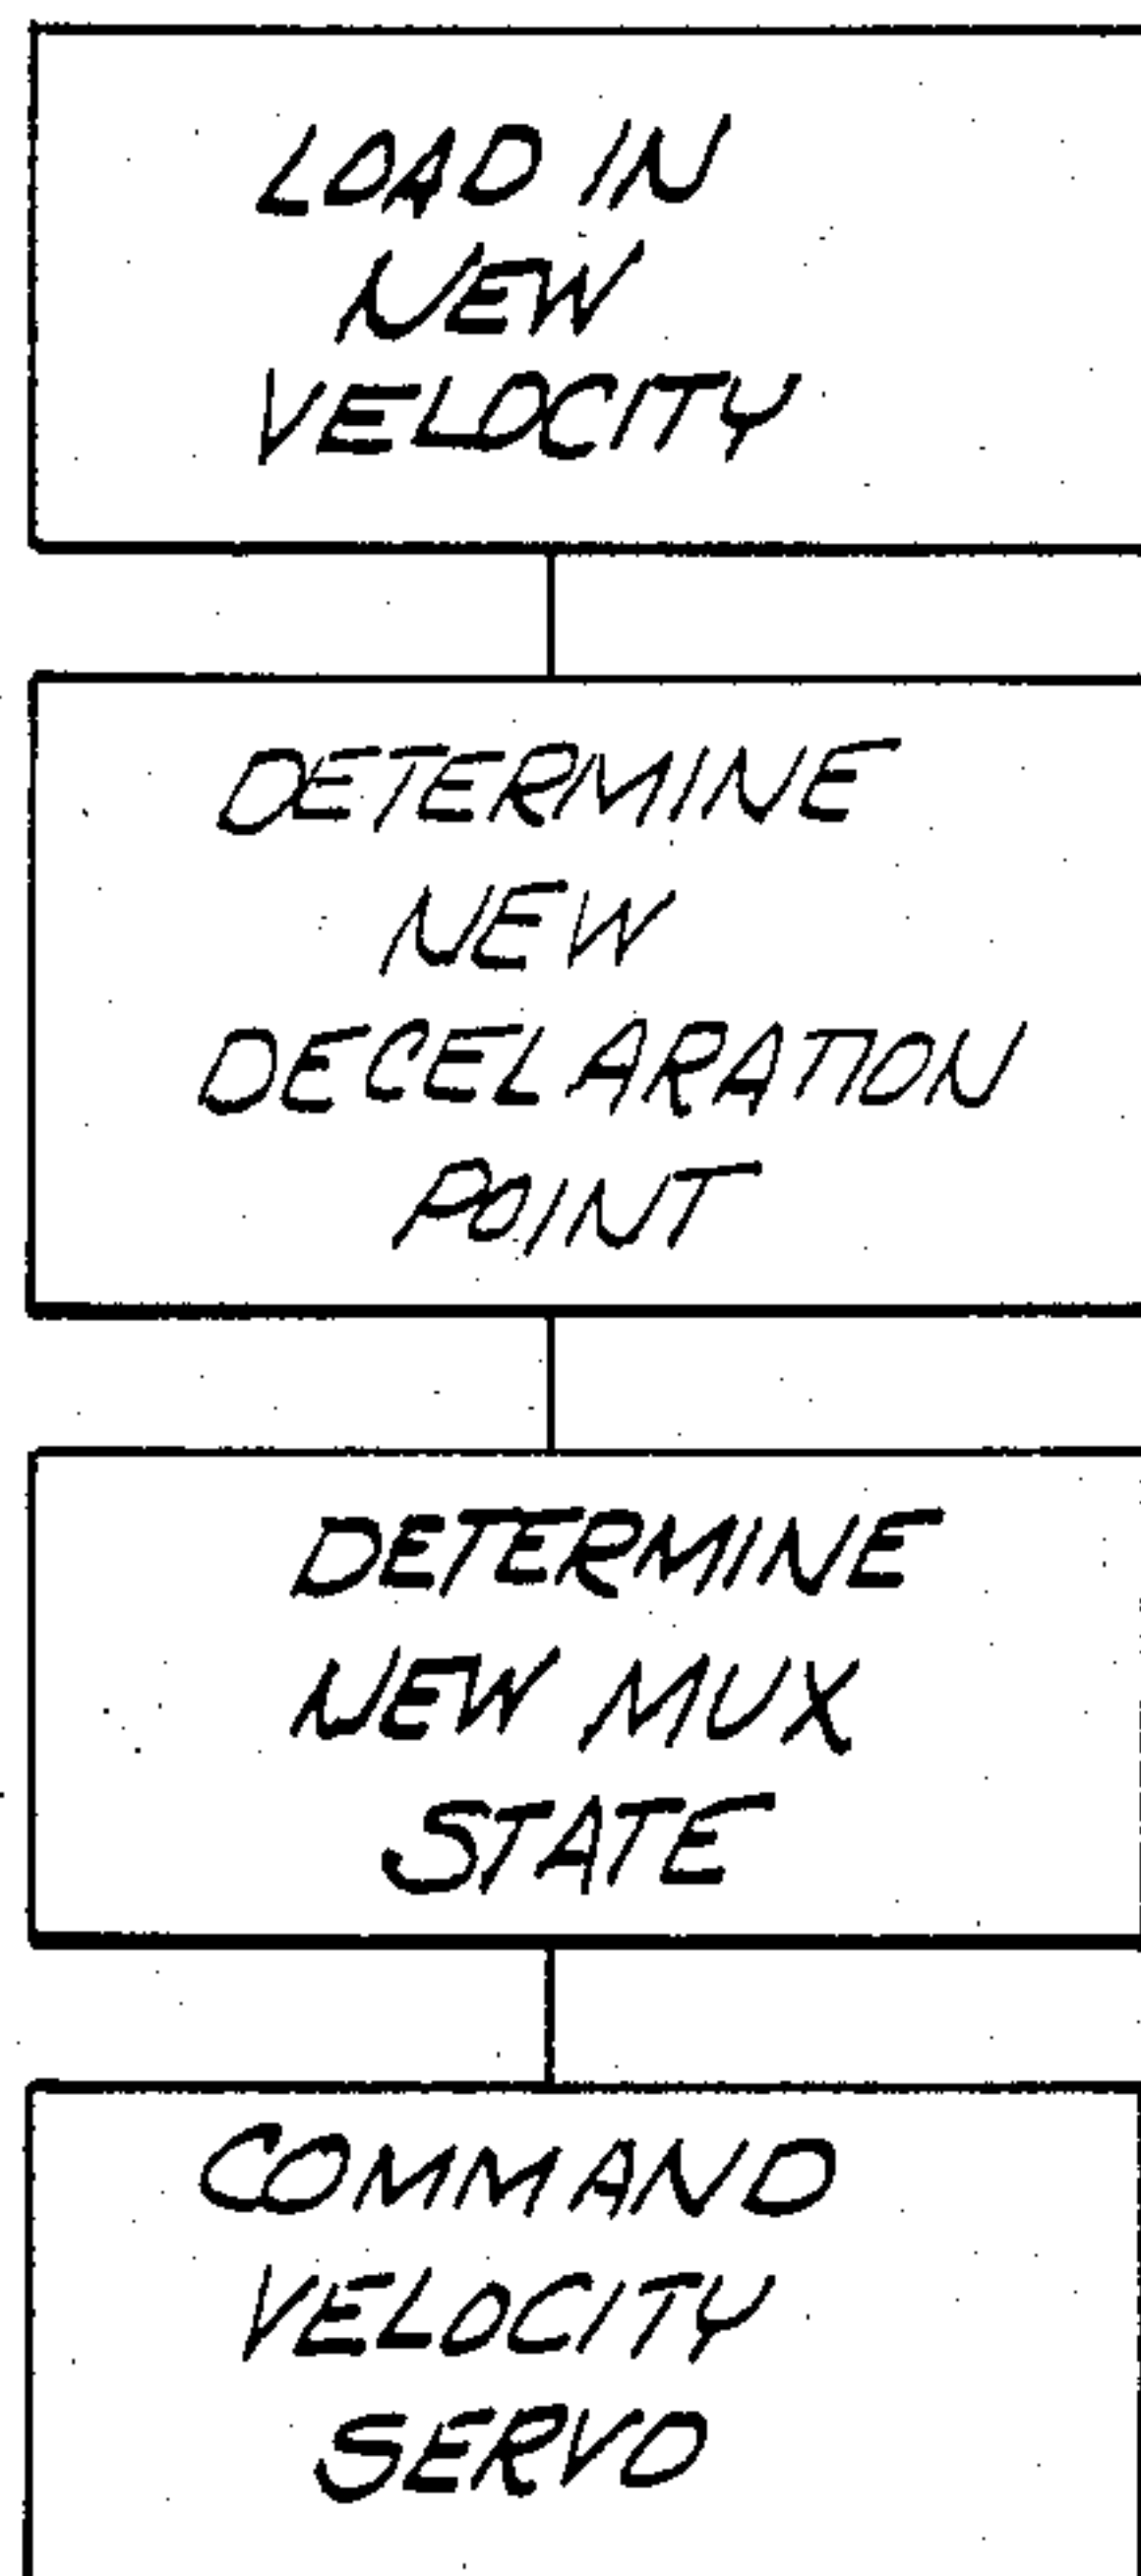 LOAD IN
NEW
VELOCITY
DETERMINE
NEW
DECELARATION
POINT
DETERMINE
NEW MUX
STATE
COMMAND
VELOCITY
SERVO